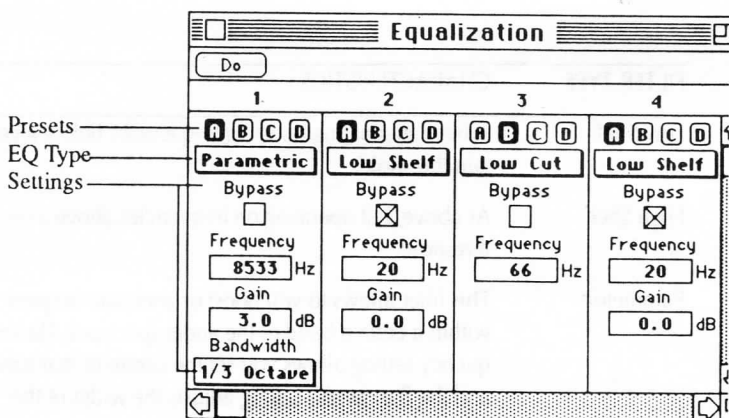 Equalization
Do
1 2 3 4
Presets A B C D A B C D A B C D A B C D
EQ Type Parametric Low Shelf Low Cut Low Shelf
Settings
Bypass Bypass Bypass Bypass
Frequency Frequency Frequency Frequency
8533 Hz 20 Hz 66 Hz 20 Hz
Gain Gain Gain
3.0 dB 0.0 dB 0.0 dB
Bandwidth
1/3 Octave